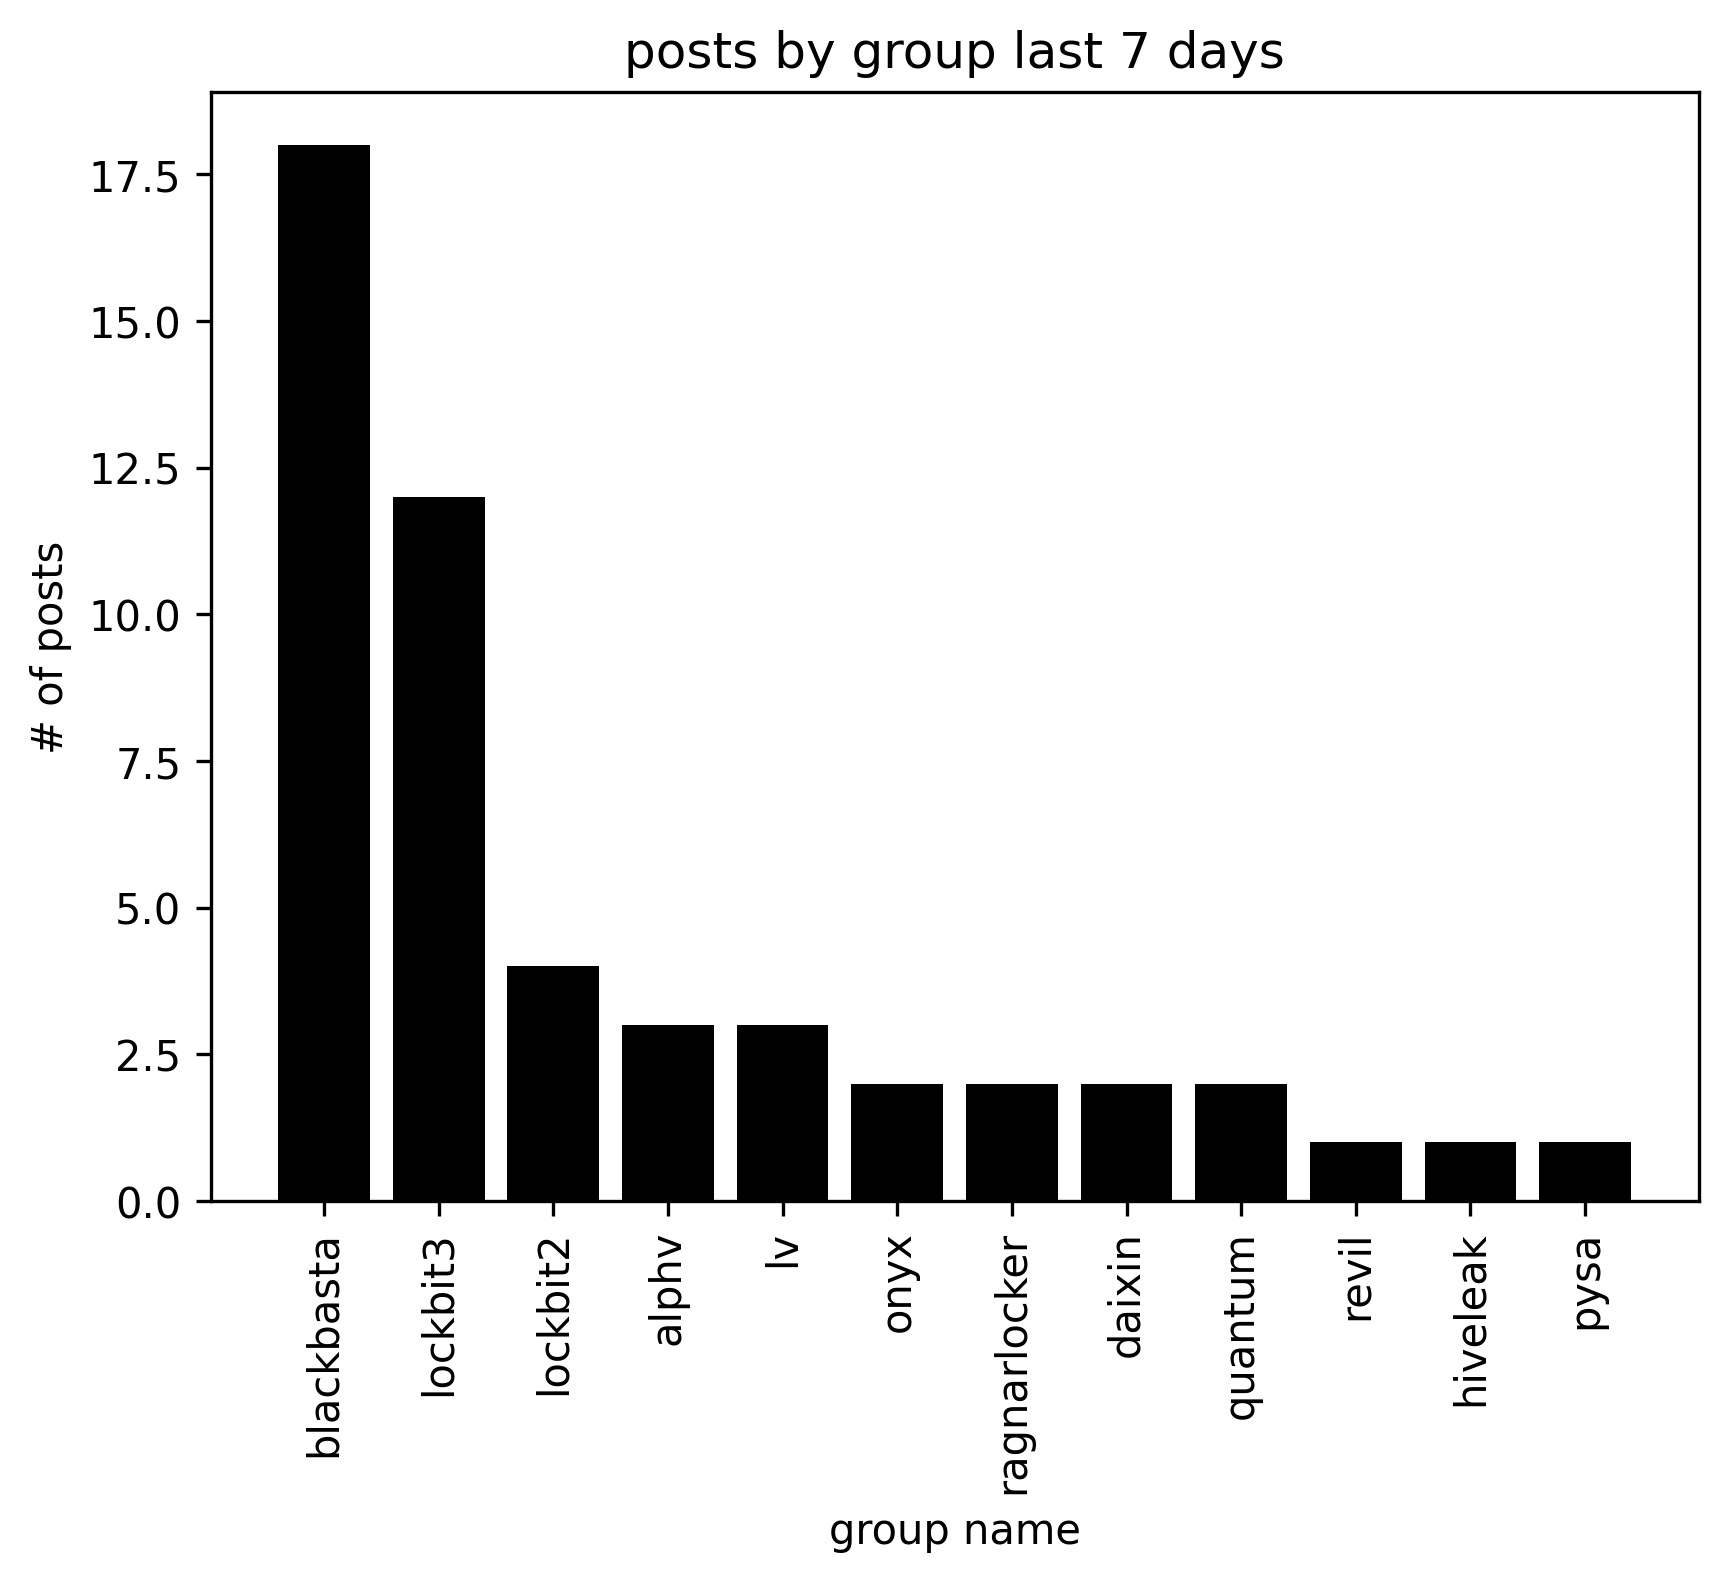 posts by group last 7 days
# of posts
17.5
15.0
12.5
10.0
7.5
5.0
2.5
0.0
blackbasta
lockbit3
lockbit2
alphv
lv
onyx
ragnarlocker
daixin
quantum
revil
hiveleak
pysa
group name